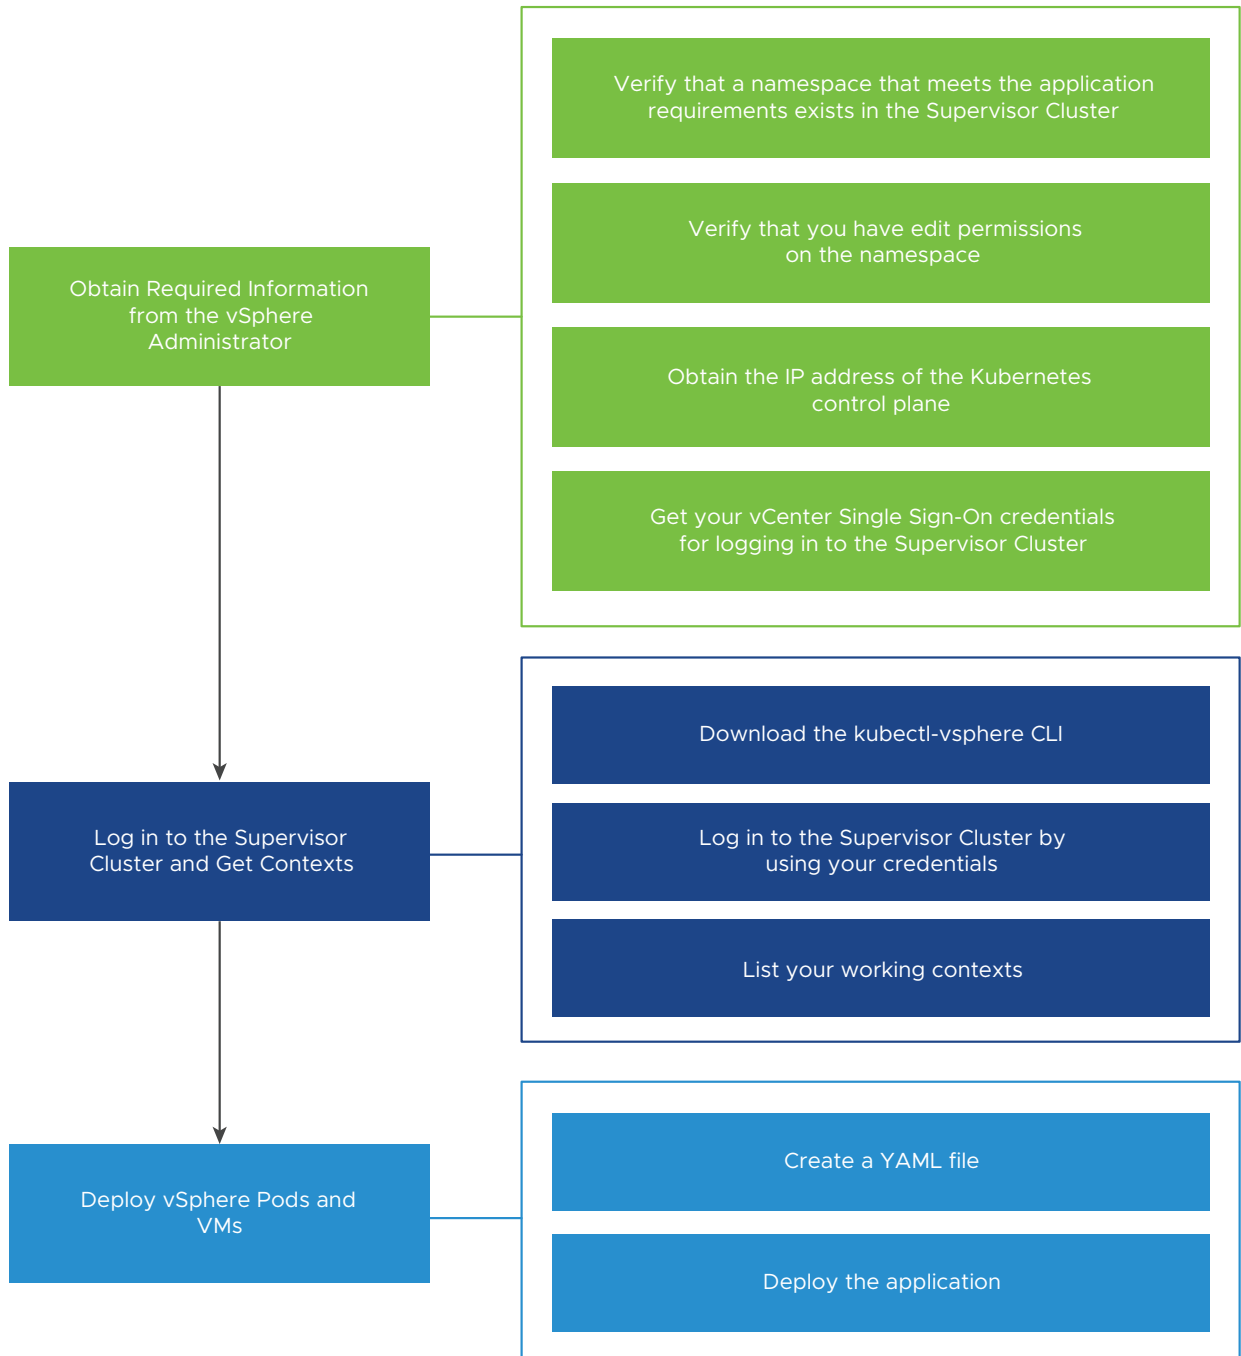 Obtain Required Information
from the vSphere
Administrator
Verify that a namespace that meets the application
requirements exists in the Supervisor Cluster
Verify that you have edit permissions
on the namespace
Obtain the IP address of the Kubernetes
control plane
Get your vCenter Single Sign-On credentials
for logging in to the Supervisor Cluster
Log in to the Supervisor
Cluster and Get Contexts
Download the kubectl-vsphere CLI
Log in to the Supervisor Cluster by
using your credentials
List your working contexts
Deploy vSphere Pods and
VMs
Create a YAML file
Deploy the application